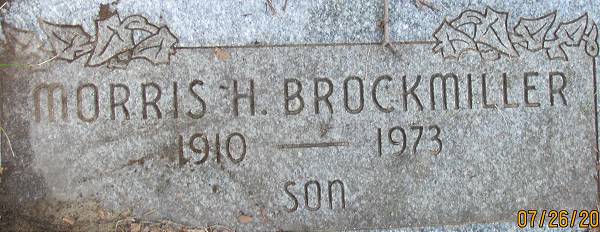 MORRIS H. BROCKMILLER
1910 — 1973
SON
07/26/20